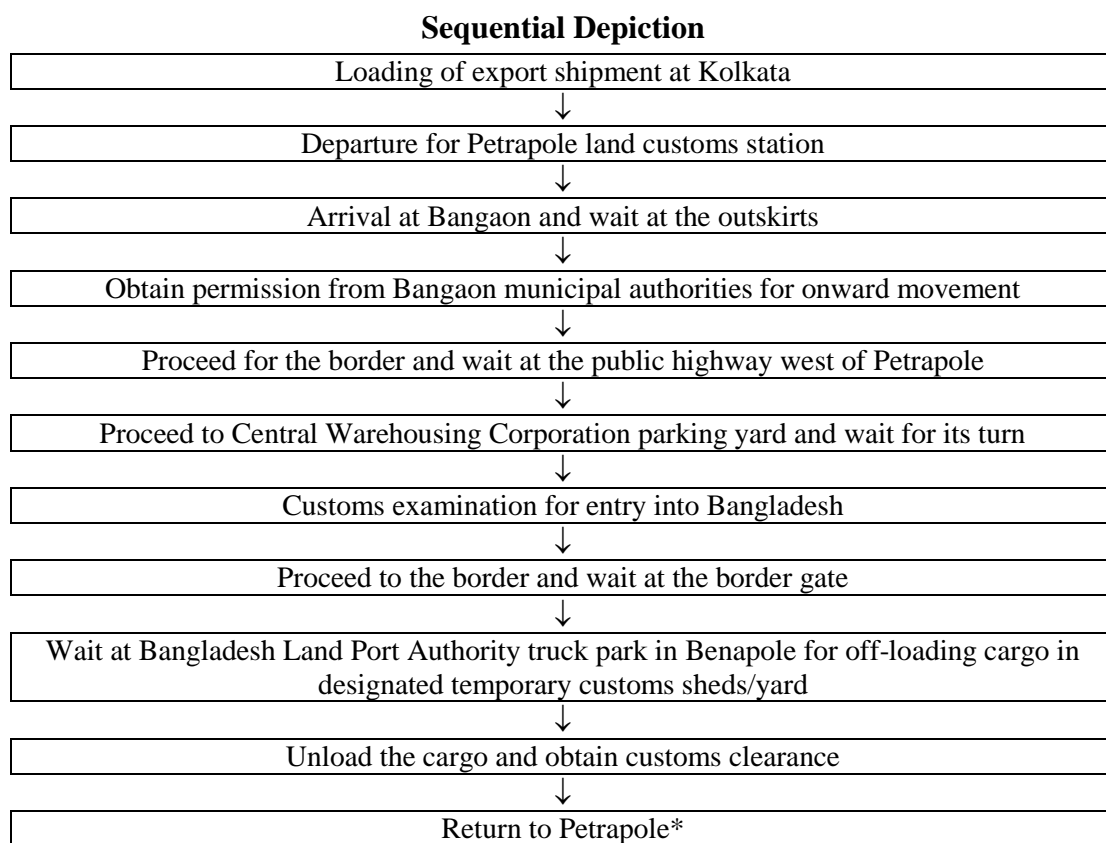 Sequential Depiction
Loading of export shipment at Kolkata
↓
Departure for Petrapole land customs station
↓
Arrival at Bangaon and wait at the outskirts
↓
Obtain permission from Bangaon municipal authorities for onward movement
↓
Proceed for the border and wait at the public highway west of Petrapole
↓
Proceed to Central Warehousing Corporation parking yard and wait for its turn
↓
Customs examination for entry into Bangladesh
↓
Proceed to the border and wait at the border gate
↓
Wait at Bangladesh Land Port Authority truck park in Benapole for off-loading cargo in
designated temporary customs sheds/yard
↓
Unload the cargo and obtain customs clearance
↓
Return to Petrapole*